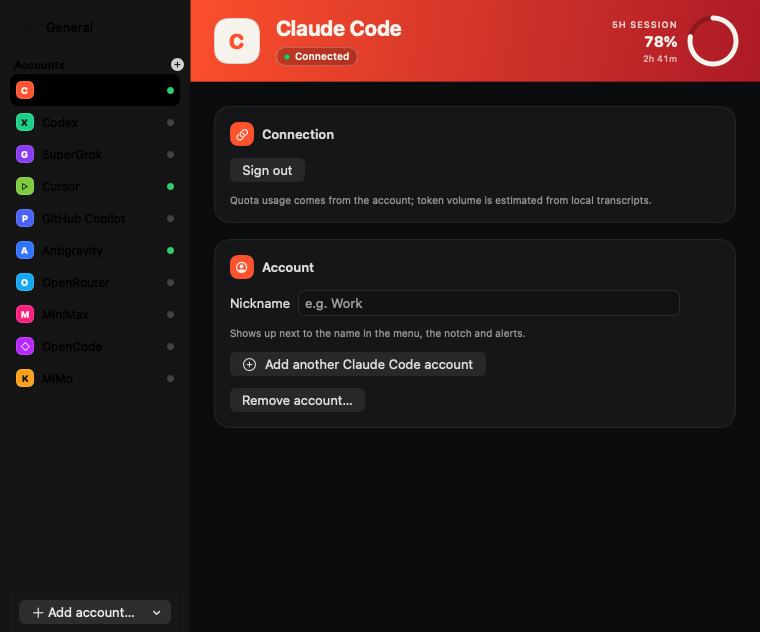 General
Accounts
C
X Codex
G SuperGrok
Cursor
P GitHub Copilot
A Antigravity
O OpenRouter
M MiniMax
OpenCode
K MiMo
Add account...
C
Claude Code
Connected
5H SESSION
78%
2h 41m
Connection
Sign out
Quota usage comes from the account; token volume is estimated from local transcripts.
Account
Nickname e.g. Work
Shows up next to the name in the menu, the notch and alerts.
Add another Claude Code account
Remove account...